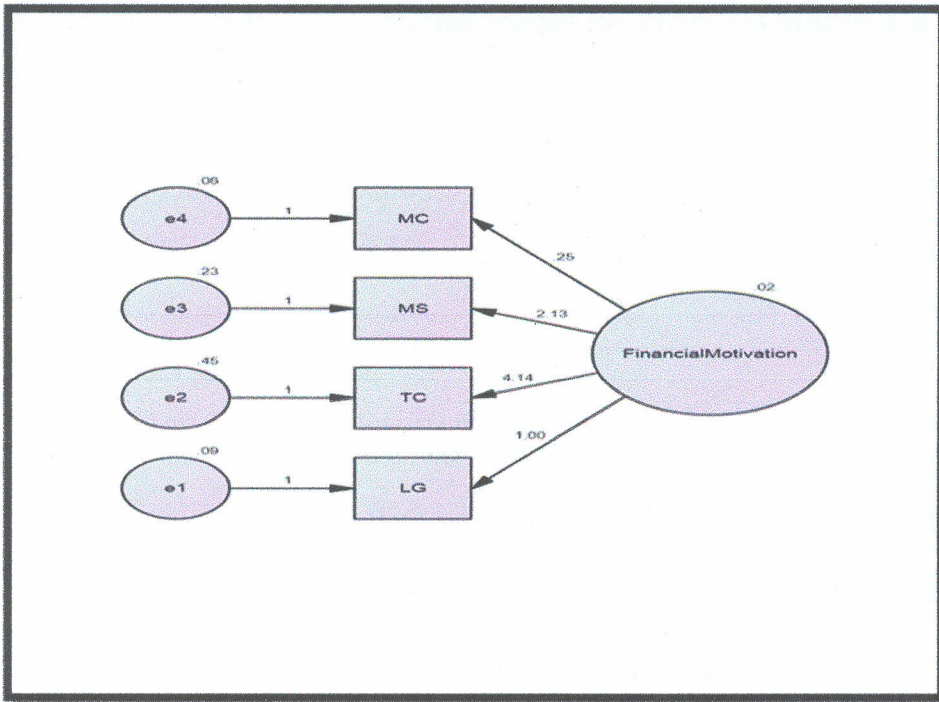 .06
e4
1
MC
.25
.02
.23
e3
1
MS
2.13
FinancialMotivation
.45
e2
1
TC
4.14
1.00
.09
e1
1
LG